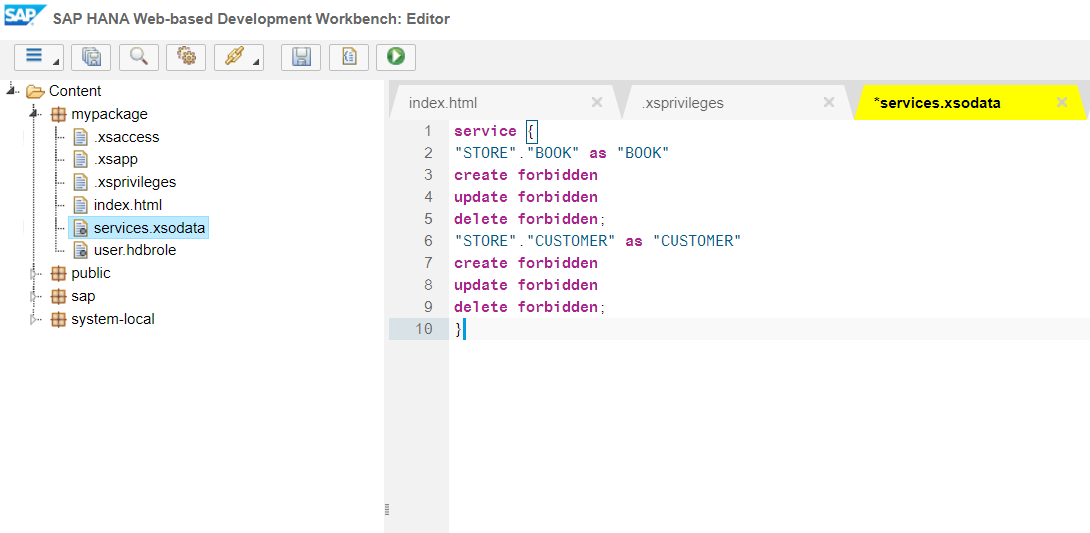 SAP SAP HANA Web-based Development Workbench: Editor
Content
mypackage
.xsaccess
.xsapp
.xsprivileges
index.html
services.xsodata
user.hdbrole
public
sap
system-local
index.html .xsprivileges *services.xsodata
1 service {
2 "STORE"."BOOK" as "BOOK"
3 create forbidden
4 update forbidden
5 delete forbidden;
6 "STORE"."CUSTOMER" as "CUSTOMER"
7 create forbidden
8 update forbidden
9 delete forbidden;
10 }